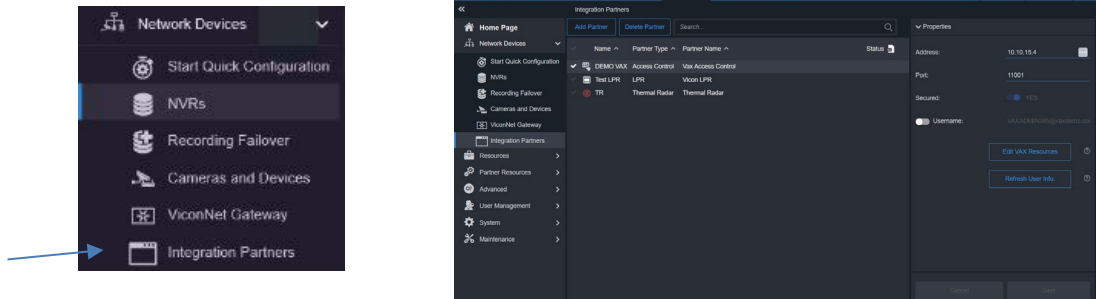 Network Devices
Start Quick Configuration
NVRs
Recording Failover
Cameras and Devices
ViconNet Gateway
Integration Partners
Integration Partners
Home Page
Network Devices
Start Quick Configuration
NVRs
Recording Failover
Cameras and Devices
ViconNet Gateway
Integration Partners
Resources
Partner Resources
Advanced
User Management
System
Maintenance
Add Partner Delete Partner Search...
Name Partner Type Partner Name Status
DEMO VAX Access Control Vax Access Control
Test LPR LPR Vicon LPR
TR Thermal Radar Thermal Radar
Properties
Address: 10.10.15.4
Port: 11001
Secured: YES
Username:
Edit VAX Resources
Refresh User Info.
Cancel Save